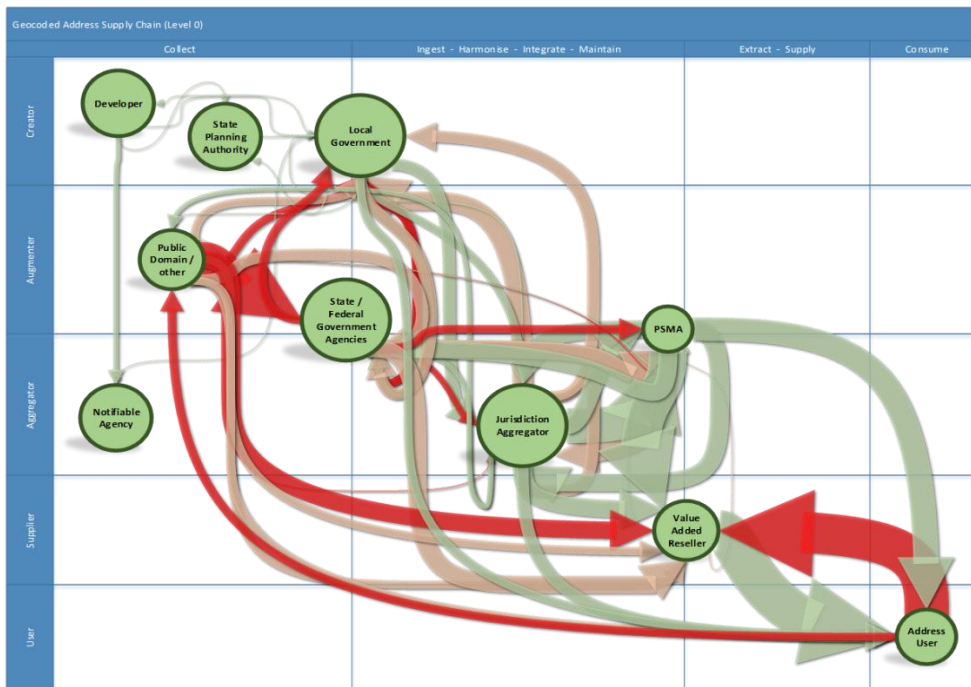 Geocoded Address Supply Chain (Level 0)
Collect
Ingest - Harmonise - Integrate - Maintain
Extract - Supply
Consume
Creator
Developer
State
Planning
Authority
Local
Government
Augmenter
Public
Domain /
other
State /
Federal
Government
Agencies
PSMA
Aggregator
Notifiable
Agency
Jurisdiction
Aggregator
Supplier
Value
Added
Reseller
User
Address
User